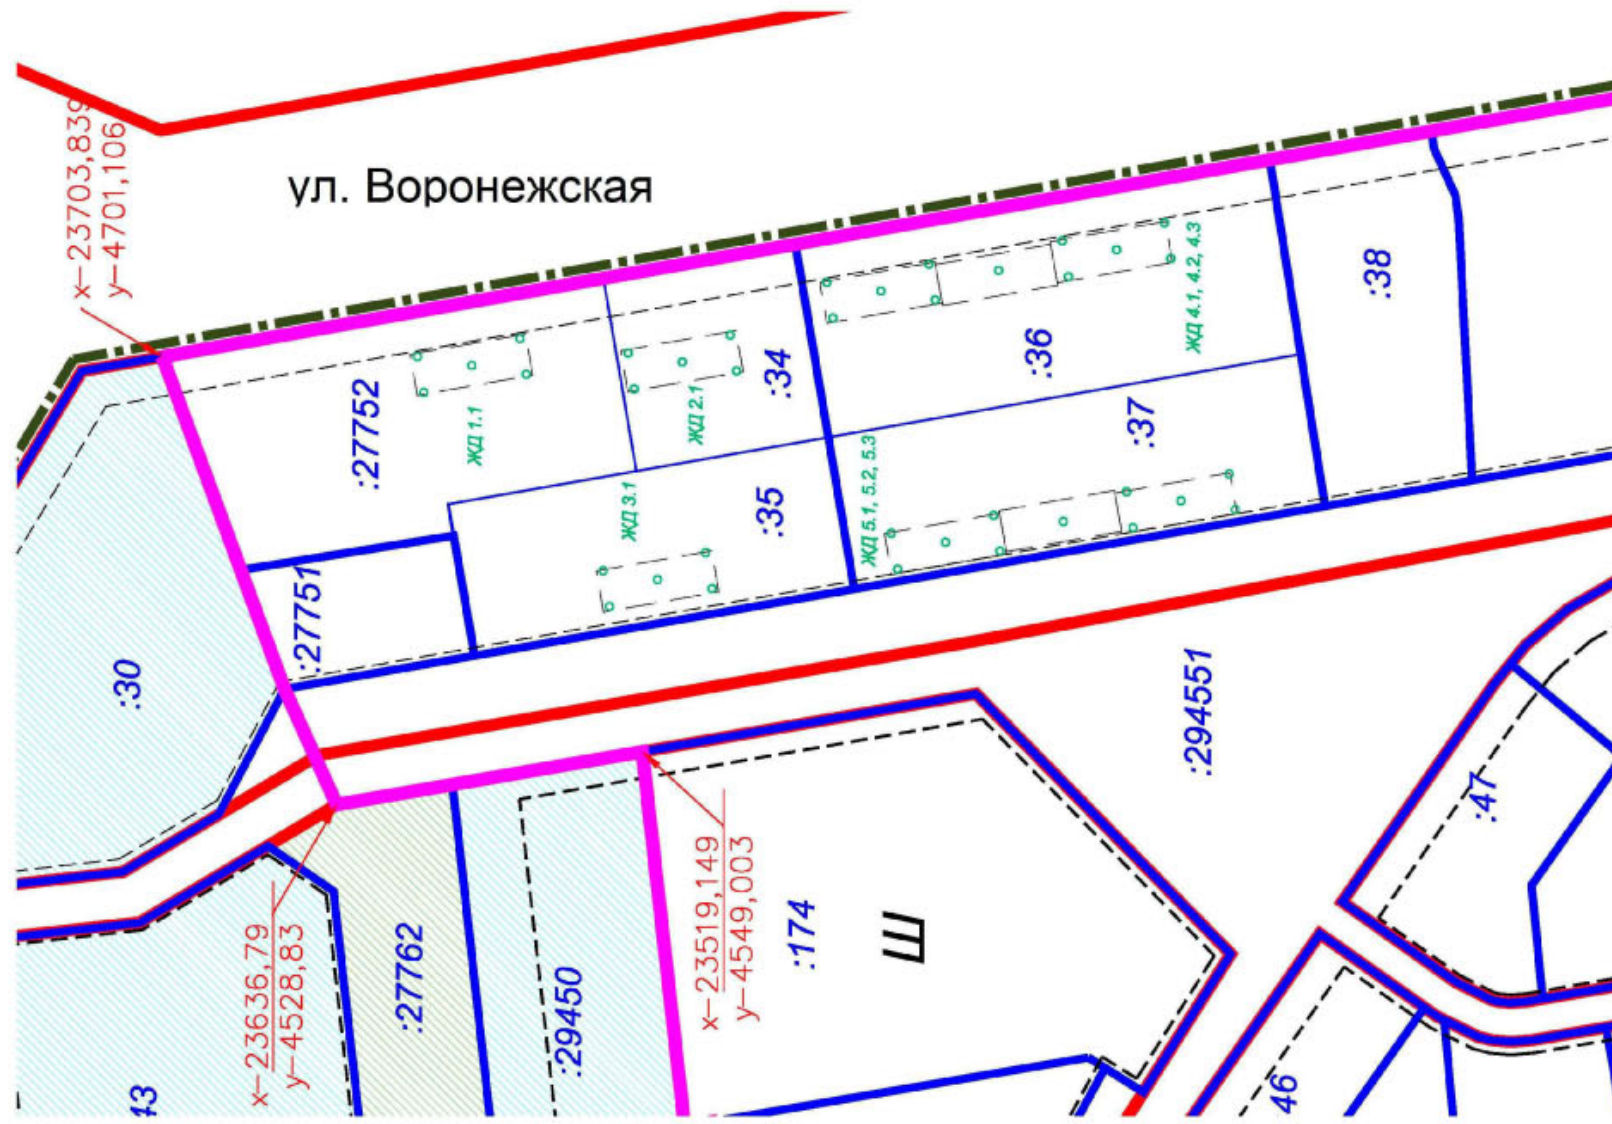 x-23703,839
y-4701,106
ул. Воронежская
:38
ЖД 4.1, 4.2, 4.3
:36
:34
:27752
ЖД 1.1
ЖД 2.1
:37
ЖД 5.1, 5.2, 5.3
:35
ЖД 3.1
:27751
:30
:294551
:47
x-23519,149
y-4549,003
:174
Ш
x-23636,79
y-4528,83
:27762
:29450
43
46